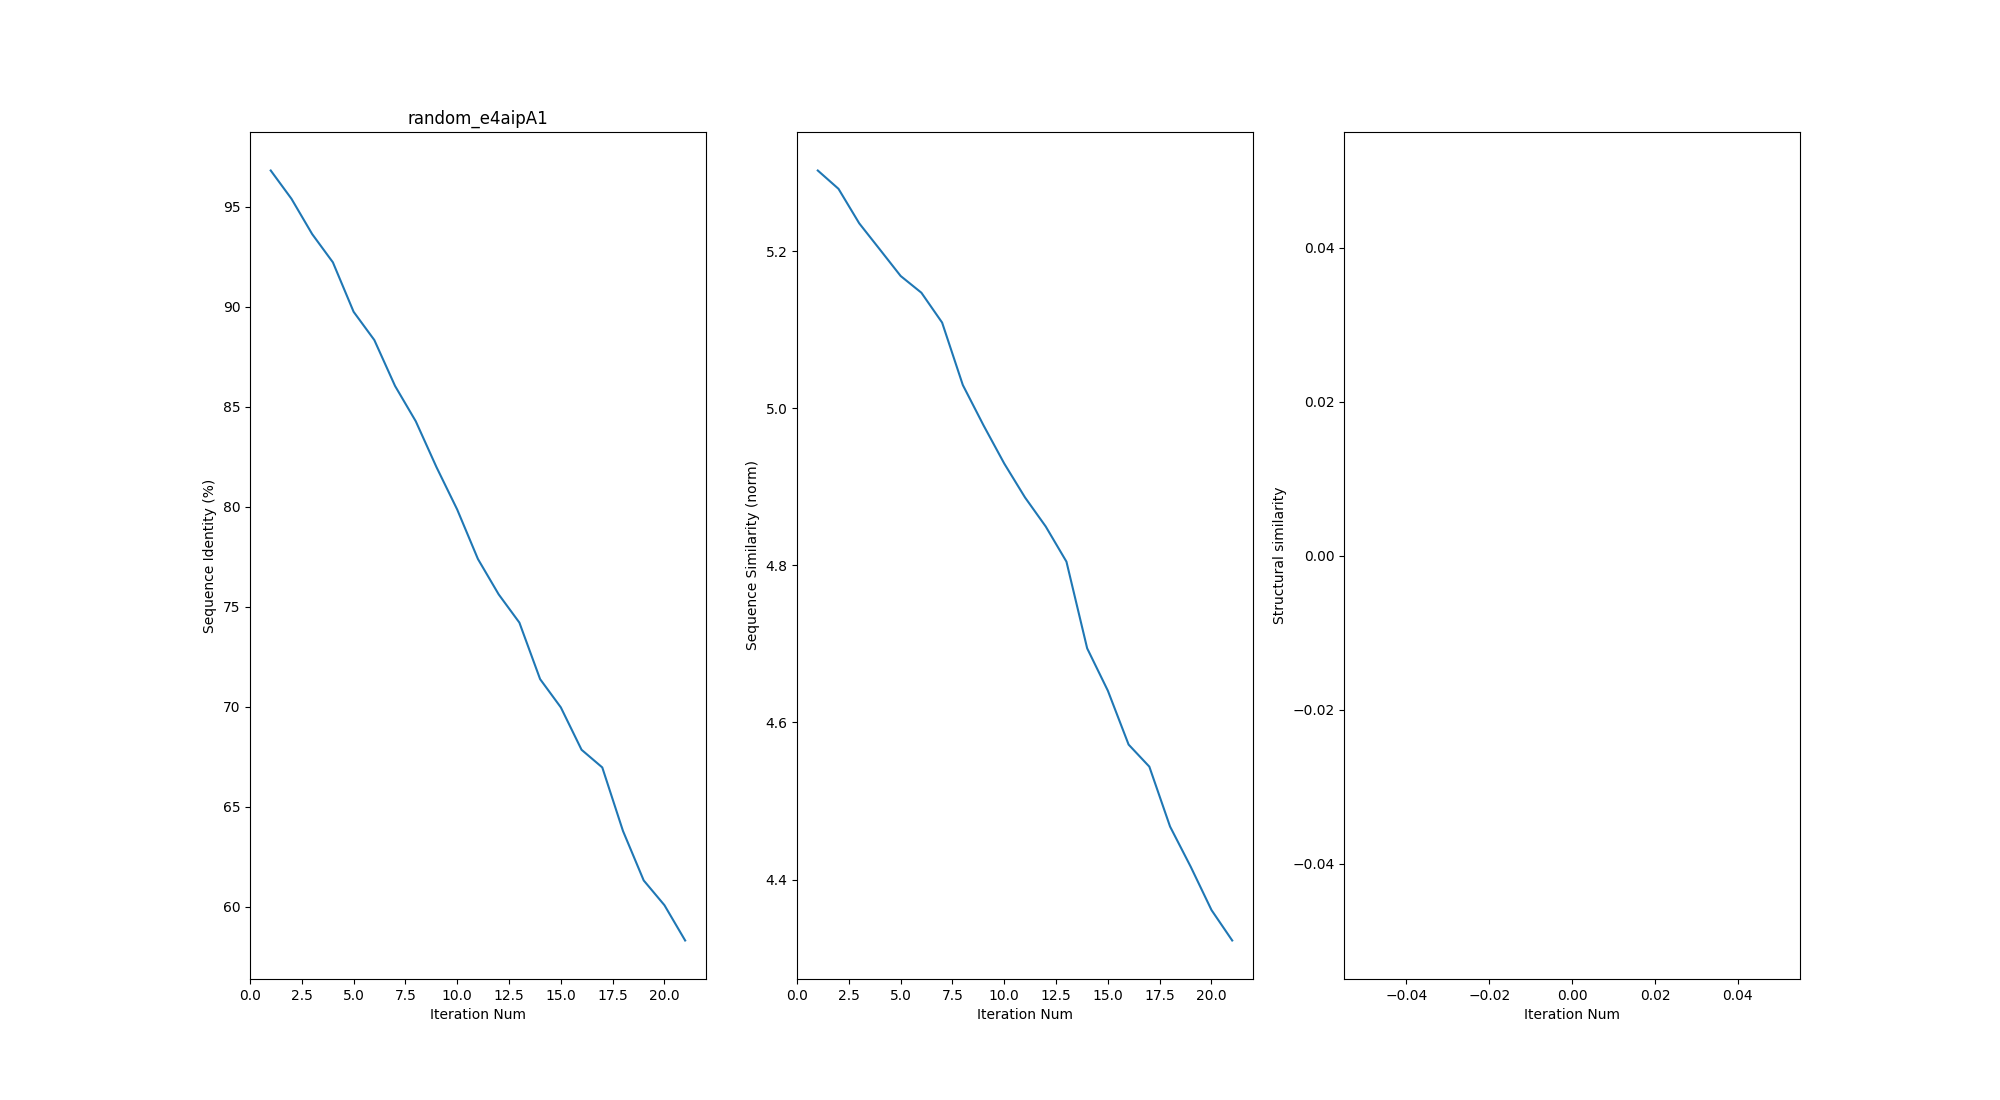 random_e4aipA1
95
90
85
80
75
70
65
60
Sequence Identity (%)
0.0 2.5 5.0 7.5 10.0 12.5 15.0 17.5 20.0
Iteration Num
5.2
5.0
4.8
4.6
4.4
Sequence Similarity (norm)
0.0 2.5 5.0 7.5 10.0 12.5 15.0 17.5 20.0
Iteration Num
0.04
0.02
0.00
−0.02
−0.04
Structural similarity
−0.04 −0.02 0.00 0.02 0.04
Iteration Num